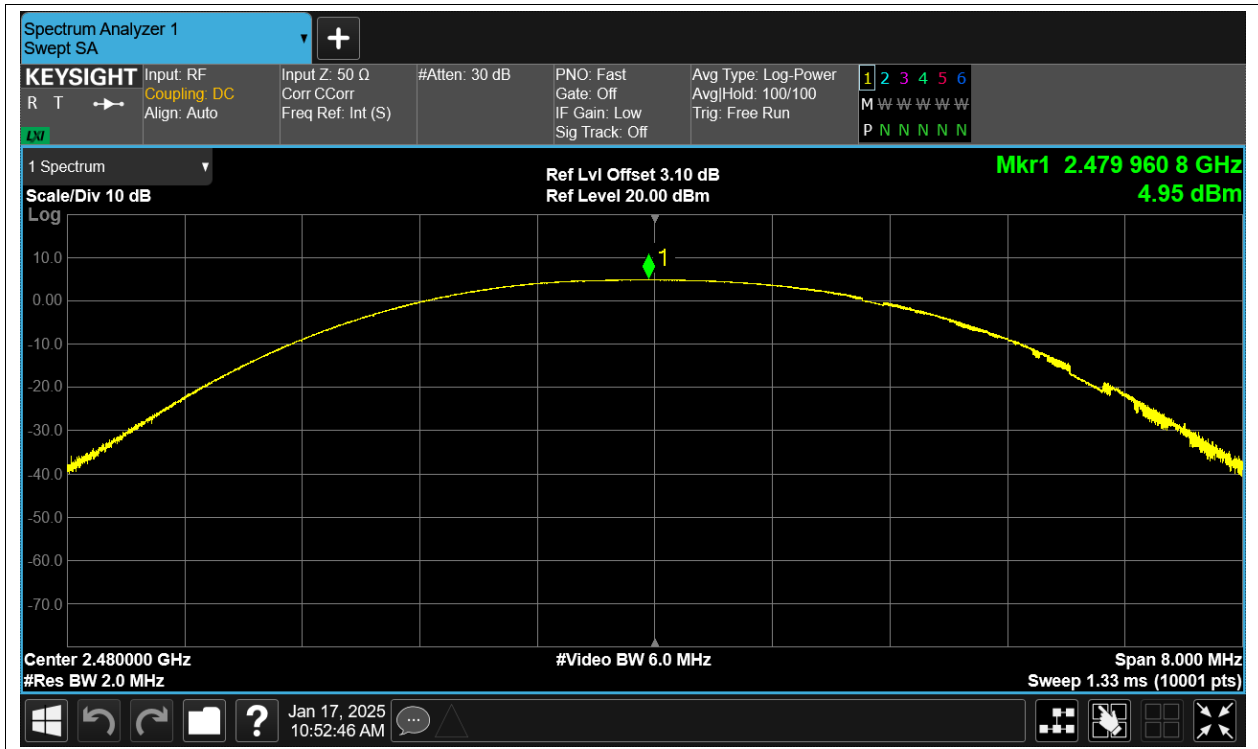 Spectrum Analyzer 1
Swept SA
KEYSIGHT
R T
LXI
Input: RF
Coupling: DC
Align: Auto
Input Z: 50 Ω
Corr CCorr
Freq Ref: Int (S)
#Atten: 30 dB
PNO: Fast
Gate: Off
IF Gain: Low
Sig Track: Off
Avg Type: Log-Power
Avg|Hold: 100/100
Trig: Free Run
1 2 3 4 5 6
M W W W W W
P N N N N N
1 Spectrum
Scale/Div 10 dB
Ref Lvl Offset 3.10 dB
Ref Level 20.00 dBm
Mkr1 2.479 960 8 GHz
4.95 dBm
Log
1
10.0
0.00
-10.0
-20.0
-30.0
-40.0
-50.0
-60.0
-70.0
Center 2.480000 GHz
#Res BW 2.0 MHz
#Video BW 6.0 MHz
Span 8.000 MHz
Sweep 1.33 ms (10001 pts)
?
Jan 17, 2025
10:52:46 AM